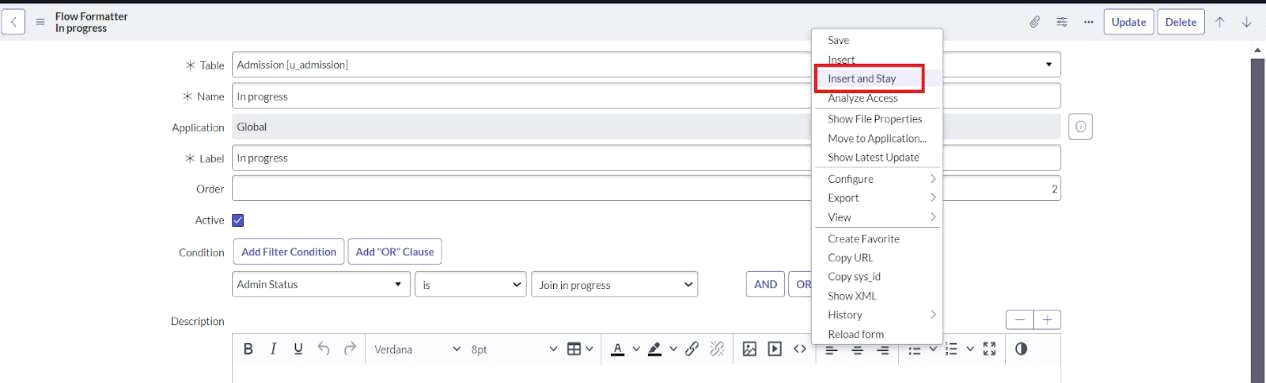 Flow Formatter
In progress
Update
Delete
Table
Admission [u_admission]
Name
In progress
Application
Global
Label
In progress
Order
2
Active
Condition
Add Filter Condition
Add "OR" Clause
Admin Status
is
Join in progress
AND
OR
Description
B I U
Verdana
8pt
A
Save
Insert
Insert and Stay
Analyze Access
Show File Properties
Move to Application...
Show Latest Update
Configure
Export
View
Create Favorite
Copy URL
Copy sys_id
Show XML
History
Reload form